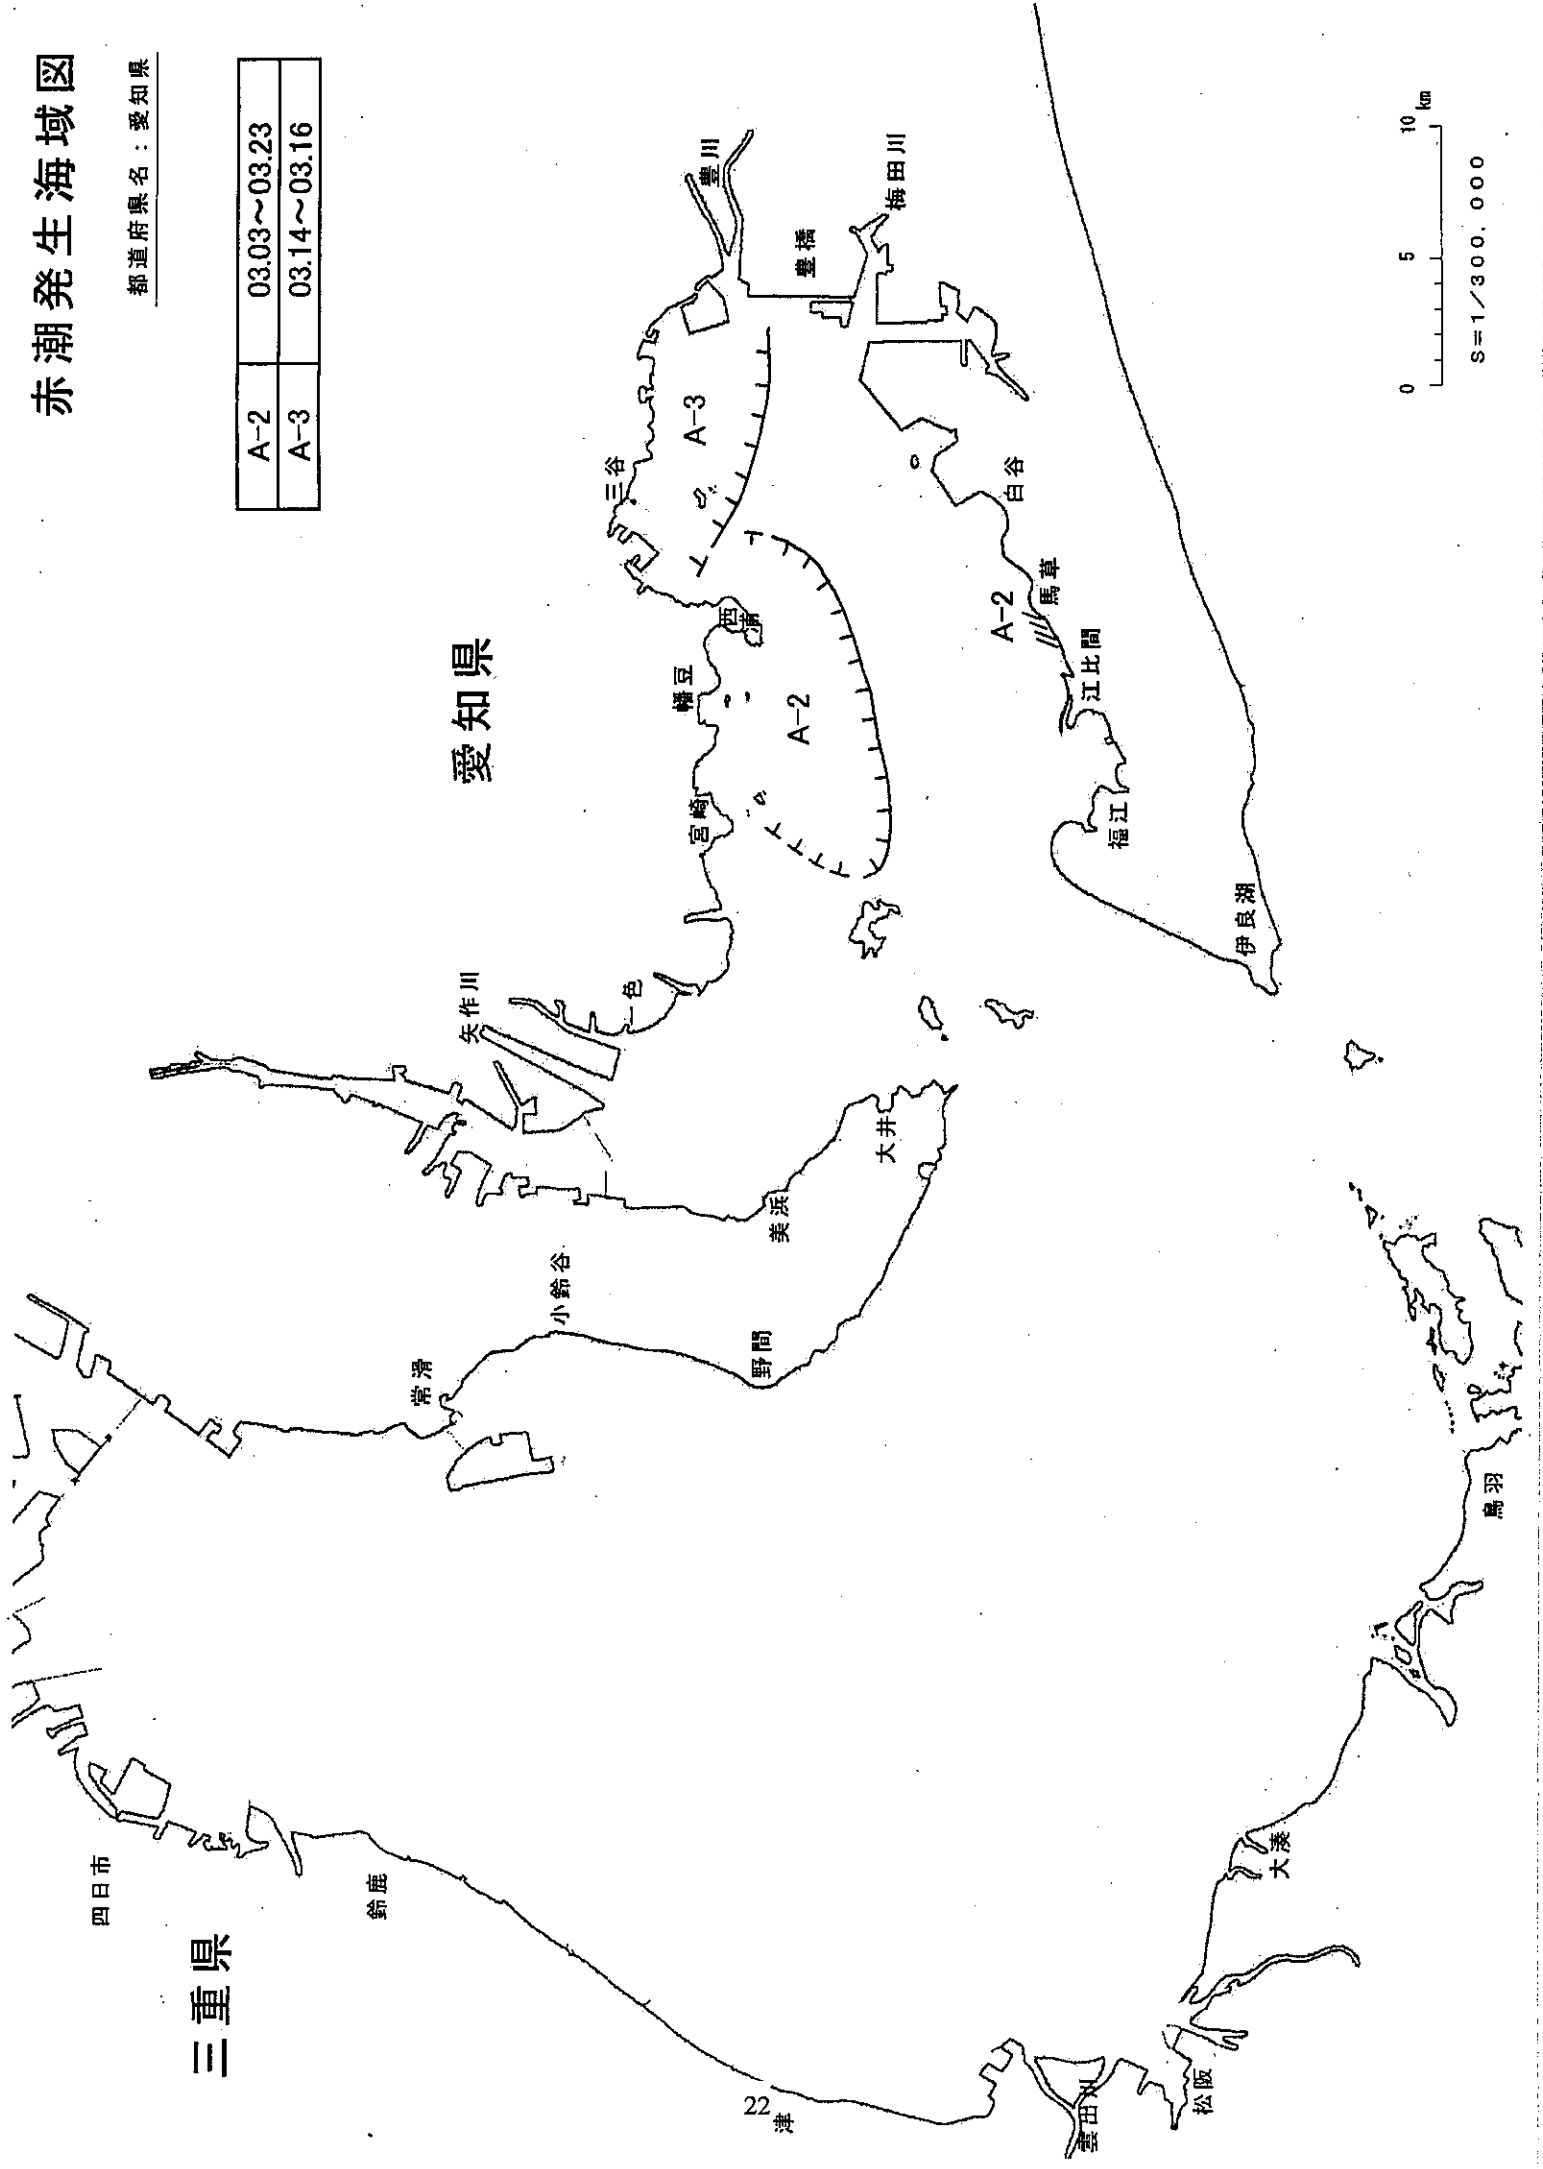 赤潮発生海域図
都道府県名：愛知県
A-2 03.03~03.23
A-3 03.14~03.16
四日市
三重県
鈴鹿
津
22
雲出川
松阪
大湊
鳥羽
常滑
小鈴谷
野間
美浜
大井
矢作川
一色
愛知県
宮崎
幡豆
西浦
三谷
A-3
A-2
豊川
豊橋
梅田川
白谷
馬草
A-2
江比間
福江
伊良湖
0 5 10 km
S=1/300,000